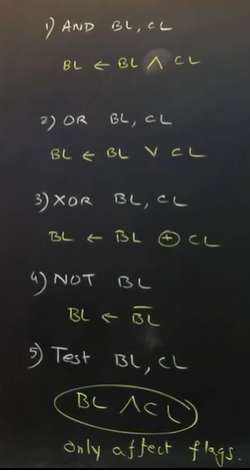 1) AND BL, CL
BL ← BL ∧ CL
2) OR BL, CL
BL ← BL ∨ CL
3) XOR BL, CL
BL ← BL ⊕ CL
4) NOT BL
BL ← B̅L̅
5) Test BL, CL
BL ∧ CL
only affect flags.